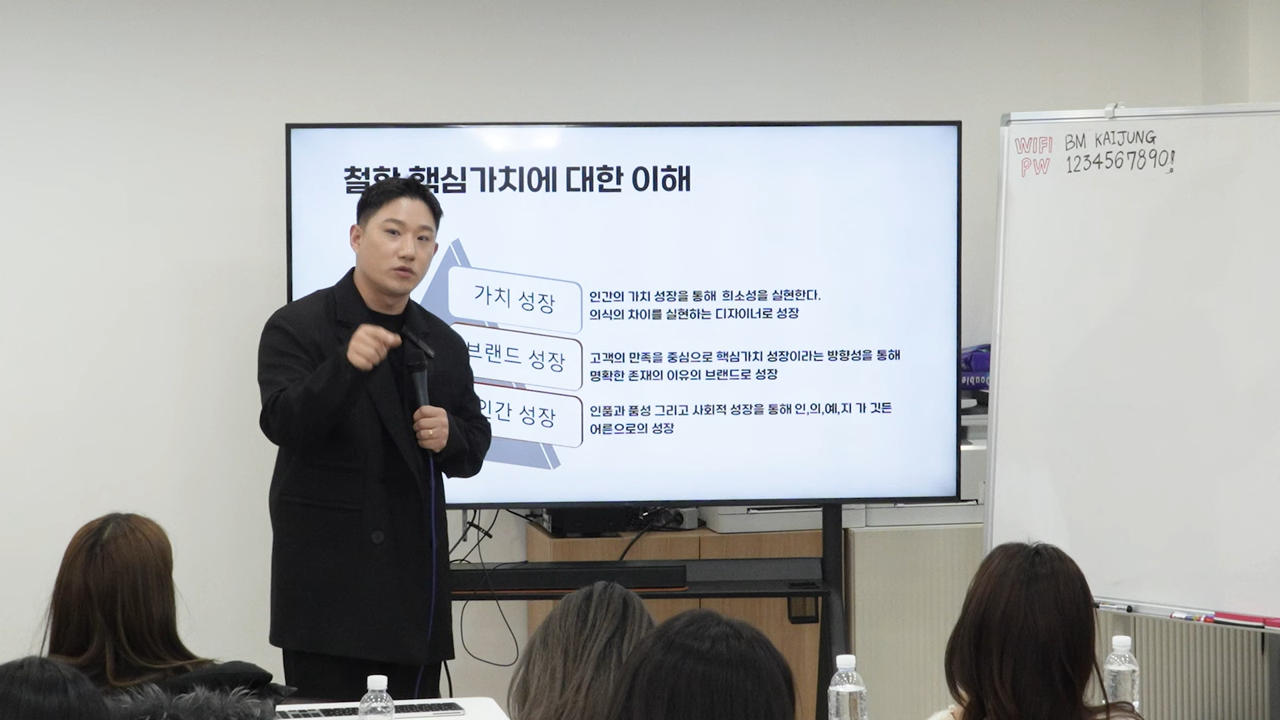 철학 핵심가치에 대한 이해
가치 성장
인간의 가치 성장을 통해 희소성을 실현한다.
의식의 차이를 실현하는 디자이너로 성장
브랜드 성장
고객의 만족을 중심으로 핵심가치 성장이라는 방향성을 통해
명확한 존재의 이유의 브랜드로 성장
인간 성장
인품과 품성 그리고 사회적 성장을 통해 인,의,예,지 가 깃든
어른으로의 성장
WIFI BM KAIJUNG
PW 1234567890!
Double